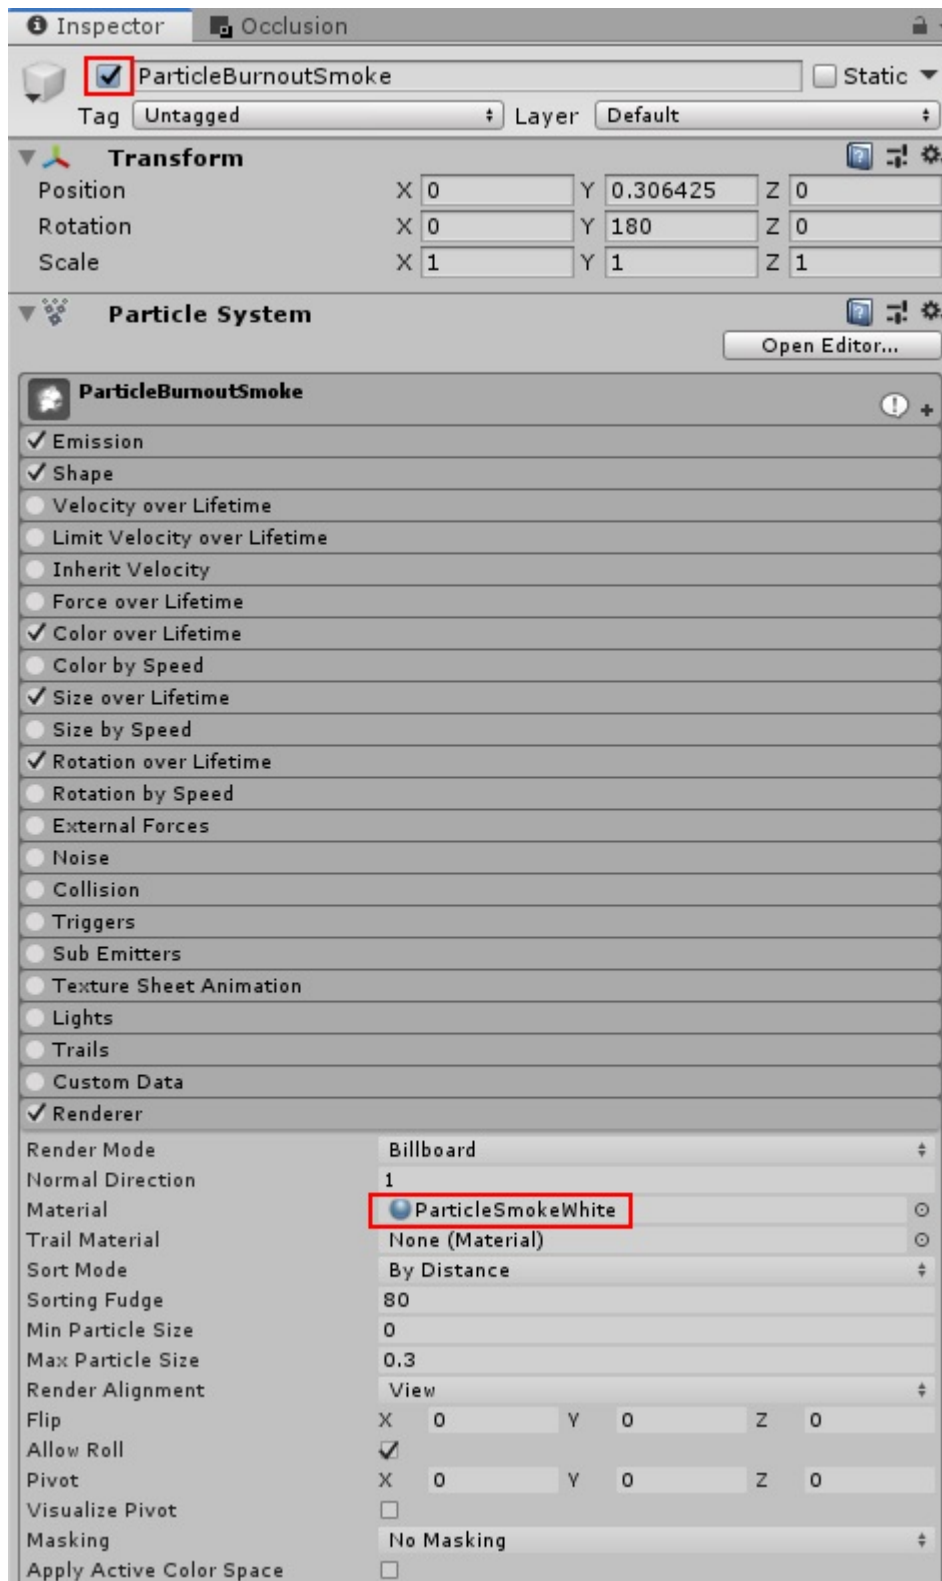 Inspector Occlusion
ParticleBurnoutSmoke Static
Tag Untagged Layer Default
Transform
Position X 0 Y 0.306425 Z 0
Rotation X 0 Y 180 Z 0
Scale X 1 Y 1 Z 1
Particle System
Open Editor...
ParticleBurnoutSmoke
Emission
Shape
Velocity over Lifetime
Limit Velocity over Lifetime
Inherit Velocity
Force over Lifetime
Color over Lifetime
Color by Speed
Size over Lifetime
Size by Speed
Rotation over Lifetime
Rotation by Speed
External Forces
Noise
Collision
Triggers
Sub Emitters
Texture Sheet Animation
Lights
Trails
Custom Data
Renderer
Render Mode Billboard
Normal Direction 1
Material ParticleSmokeWhite
Trail Material None (Material)
Sort Mode By Distance
Sorting Fudge 80
Min Particle Size 0
Max Particle Size 0.3
Render Alignment View
Flip X 0 Y 0 Z 0
Allow Roll
Pivot X 0 Y 0 Z 0
Visualize Pivot
Masking No Masking
Apply Active Color Space